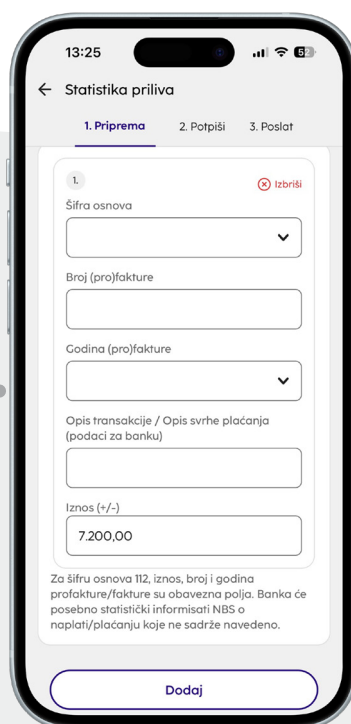 13:25
52
Statistika priliva
1. Priprema 2. Potpiši 3. Poslat
1.
Izbriši
Šifra osnova
Broj (pro)fakture
Godina (pro)fakture
Opis transakcije / Opis svrhe plaćanja
(podaci za banku)
Iznos (+/-)
7.200,00
Za šifru osnova 112, iznos, broj i godina
profakture/fakture su obavezna polja. Banka će
posebno statistički informisati NBS o
naplati/plaćanju koje ne sadrže navedeno.
Dodaj